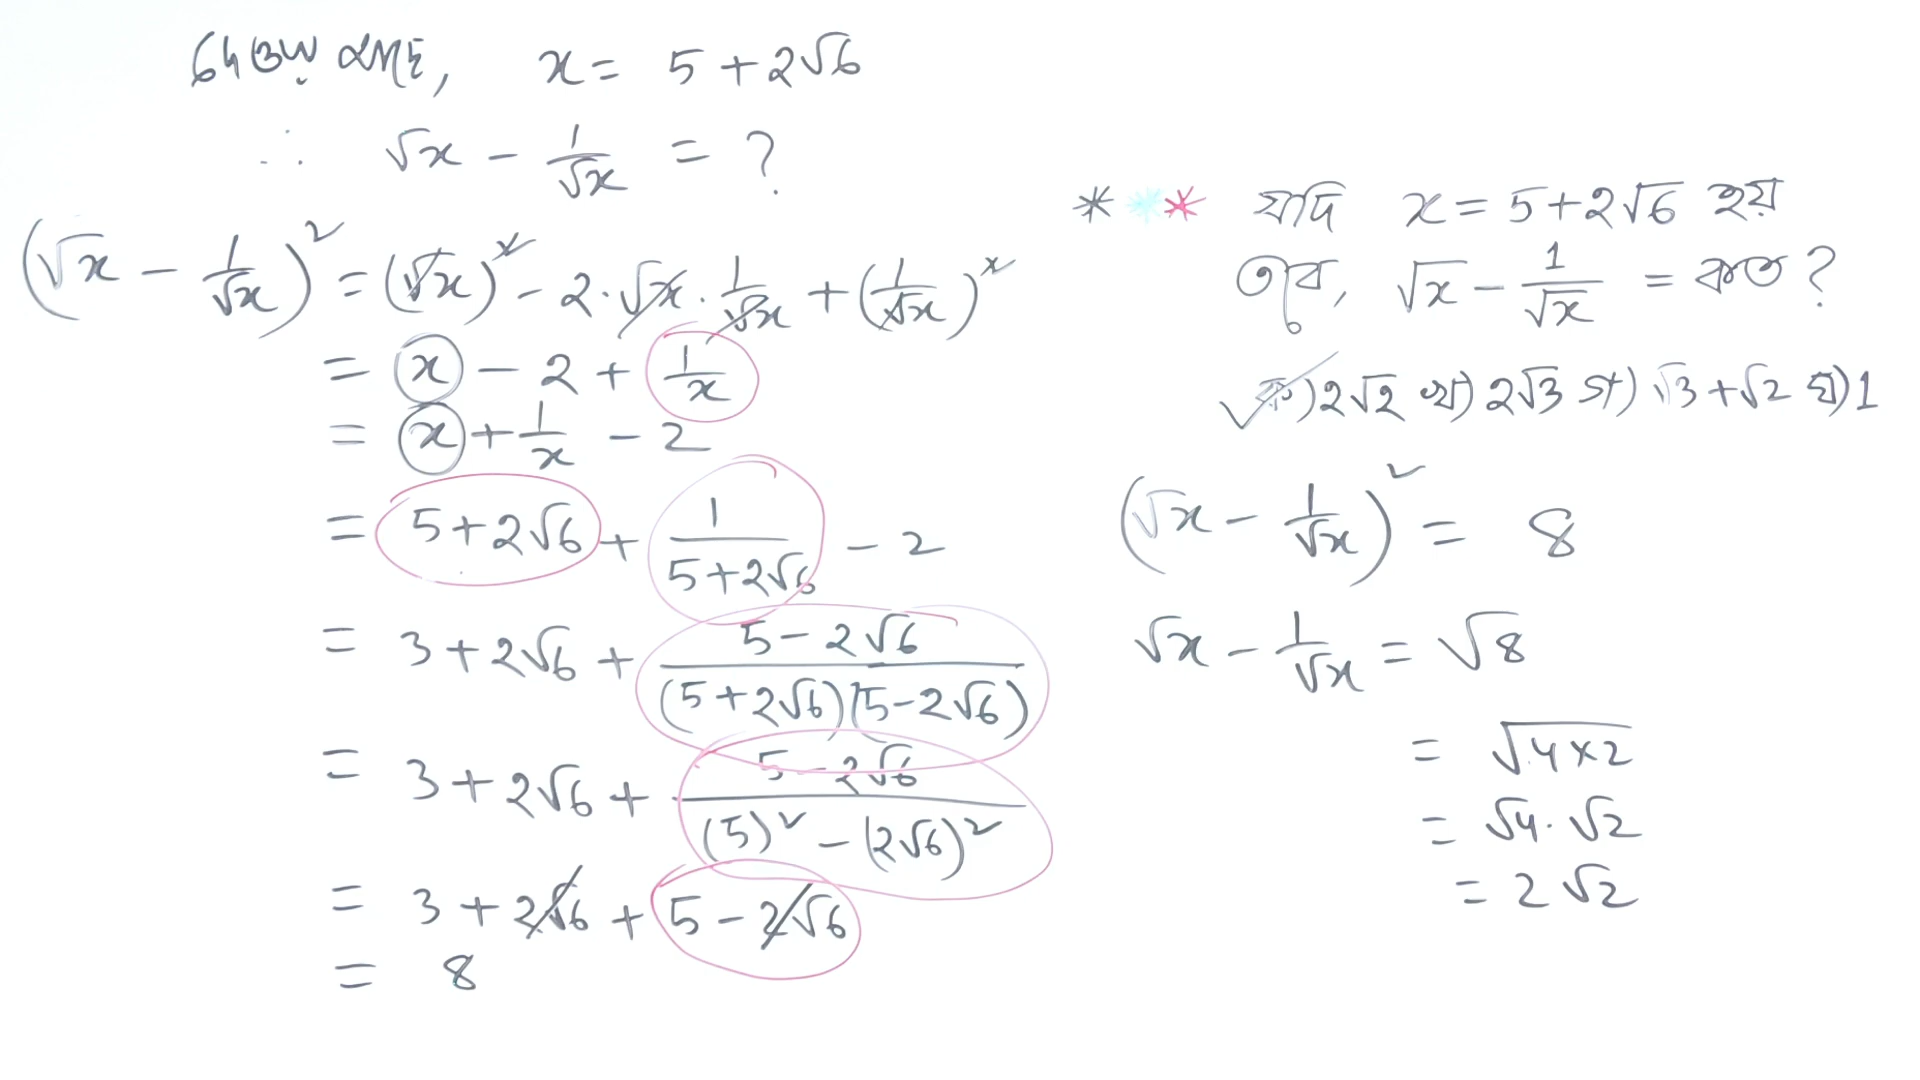 দেওয়া আছে, x = 5 + 2√6
∴ √x - 1/√x = ?
(√x - 1/√x)² = (√x)² - 2·√x·1/√x + (1/√x)²
= x - 2 + 1/x
= x + 1/x - 2
= 5 + 2√6 + 1/(5 + 2√6) - 2
= 3 + 2√6 + (5 - 2√6)/((5 + 2√6)(5 - 2√6))
= 3 + 2√6 + (5 - 2√6)/((5)² - (2√6)²)
= 3 + 2√6 + 5 - 2√6
= 8
* * * যদি x = 5 + 2√6 হয়
তবে, √x - 1/√x = কত ?
ক) 2√2 খ) 2√3 গ) √3 + √2 ঘ) 1
(√x - 1/√x)² = 8
√x - 1/√x = √8
= √4×2
= √4·√2
= 2√2